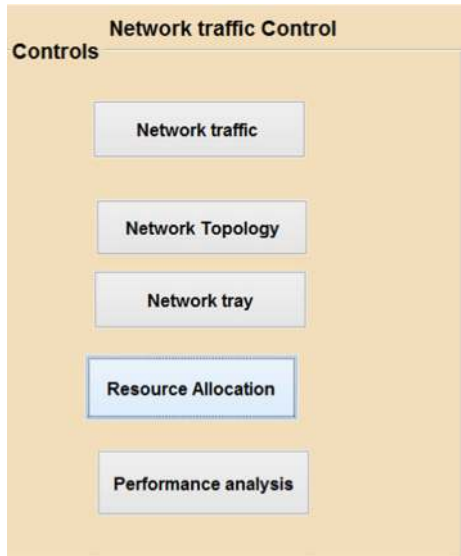 Network traffic Control
Controls
Network traffic
Network Topology
Network tray
Resource Allocation
Performance analysis